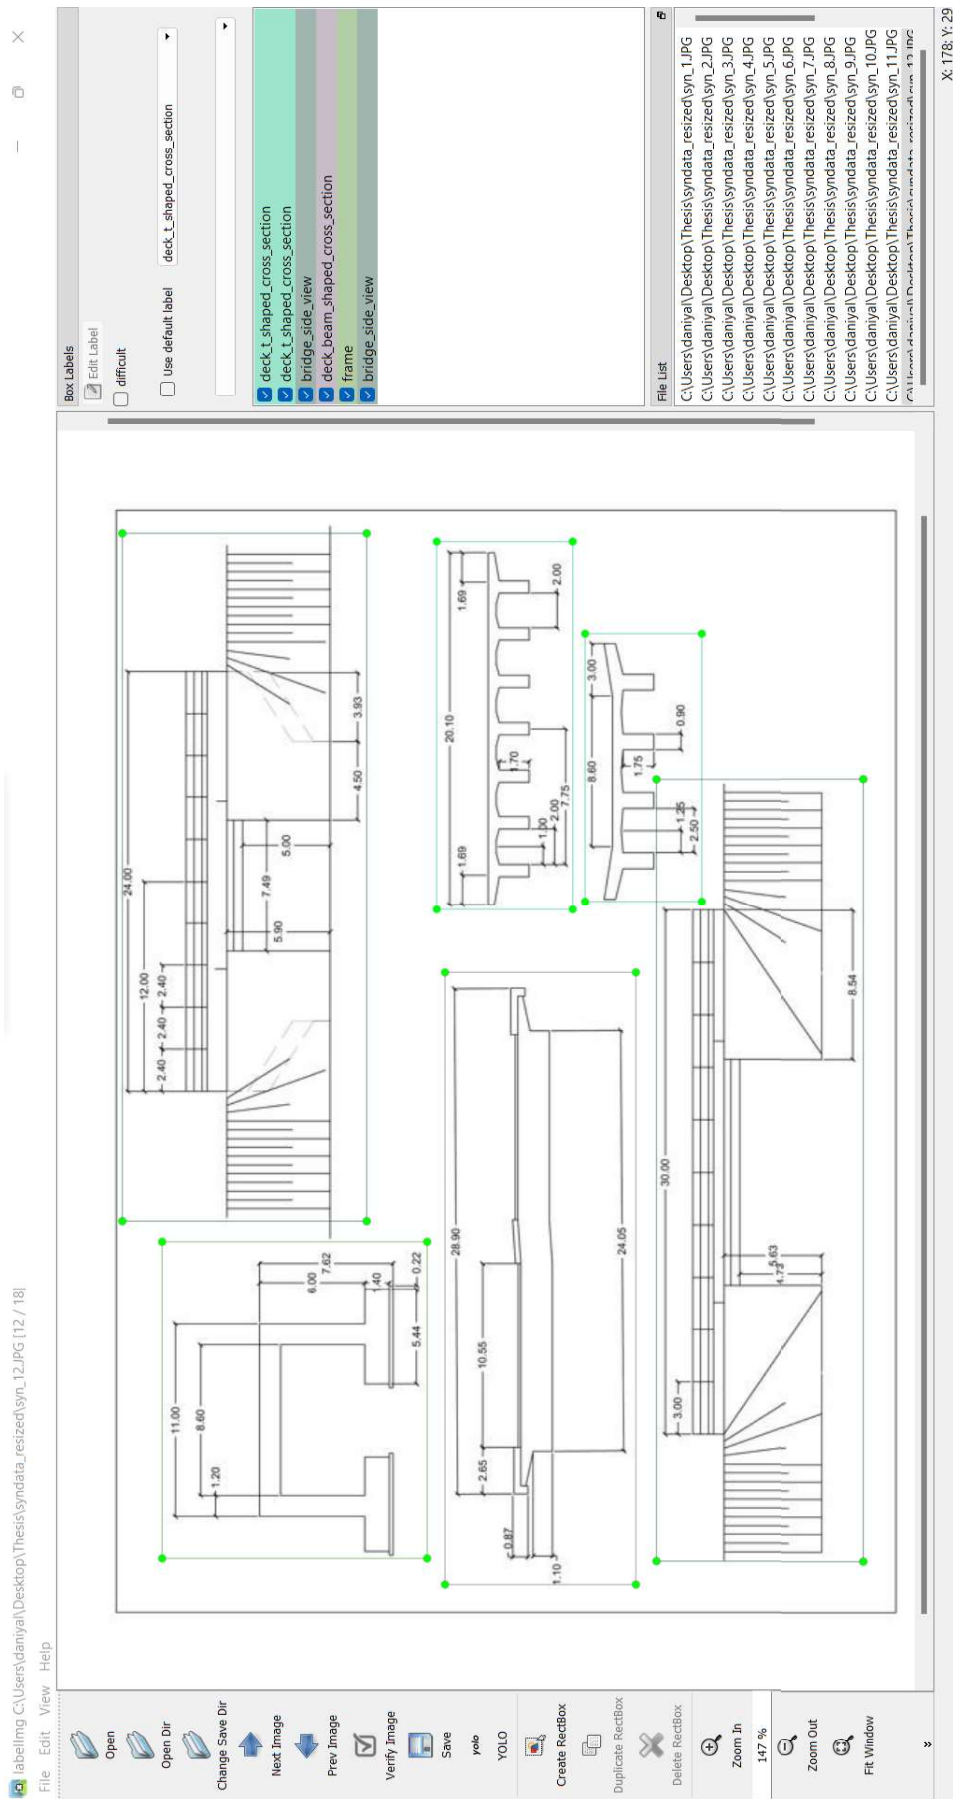 labelImg C:\Users\daniyal\Desktop\Thesis\syndata_resized\syn_12.JPG [12 / 18]
File Edit View Help
Open
Open Dir
Change Save Dir
Next Image
Prev Image
Verify Image
Save
yolo
YOLO
Create RectBox
Duplicate RectBox
Delete RectBox
Zoom In
147 %
Zoom Out
Fit Window
»
11.00
8.60
1.20
6.00
7.62
1.40
0.22
5.44
24.00
12.00
2.40
2.40
2.40
7.49
5.00
5.90
4.50
3.93
28.90
2.65
10.55
0.87
1.10
24.05
20.10
1.69
1.69
1.70
1.00
2.00
7.75
2.00
3.00
8.60
1.75
0.90
1.25
2.50
30.00
3.00
5.63
4.73
8.54
Box Labels
Edit Label
difficult
Use default label
deck_t_shaped_cross_section
deck_t_shaped_cross_section
deck_t_shaped_cross_section
bridge_side_view
deck_beam_shaped_cross_section
frame
bridge_side_view
File List
C:\Users\daniyal\Desktop\Thesis\syndata_resized\syn_1.JPG
C:\Users\daniyal\Desktop\Thesis\syndata_resized\syn_2.JPG
C:\Users\daniyal\Desktop\Thesis\syndata_resized\syn_3.JPG
C:\Users\daniyal\Desktop\Thesis\syndata_resized\syn_4.JPG
C:\Users\daniyal\Desktop\Thesis\syndata_resized\syn_5.JPG
C:\Users\daniyal\Desktop\Thesis\syndata_resized\syn_6.JPG
C:\Users\daniyal\Desktop\Thesis\syndata_resized\syn_7.JPG
C:\Users\daniyal\Desktop\Thesis\syndata_resized\syn_8.JPG
C:\Users\daniyal\Desktop\Thesis\syndata_resized\syn_9.JPG
C:\Users\daniyal\Desktop\Thesis\syndata_resized\syn_10.JPG
C:\Users\daniyal\Desktop\Thesis\syndata_resized\syn_11.JPG
C:\Users\daniyal\Desktop\Thesis\syndata_resized\syn_12.JPG
X: 178; Y: 29